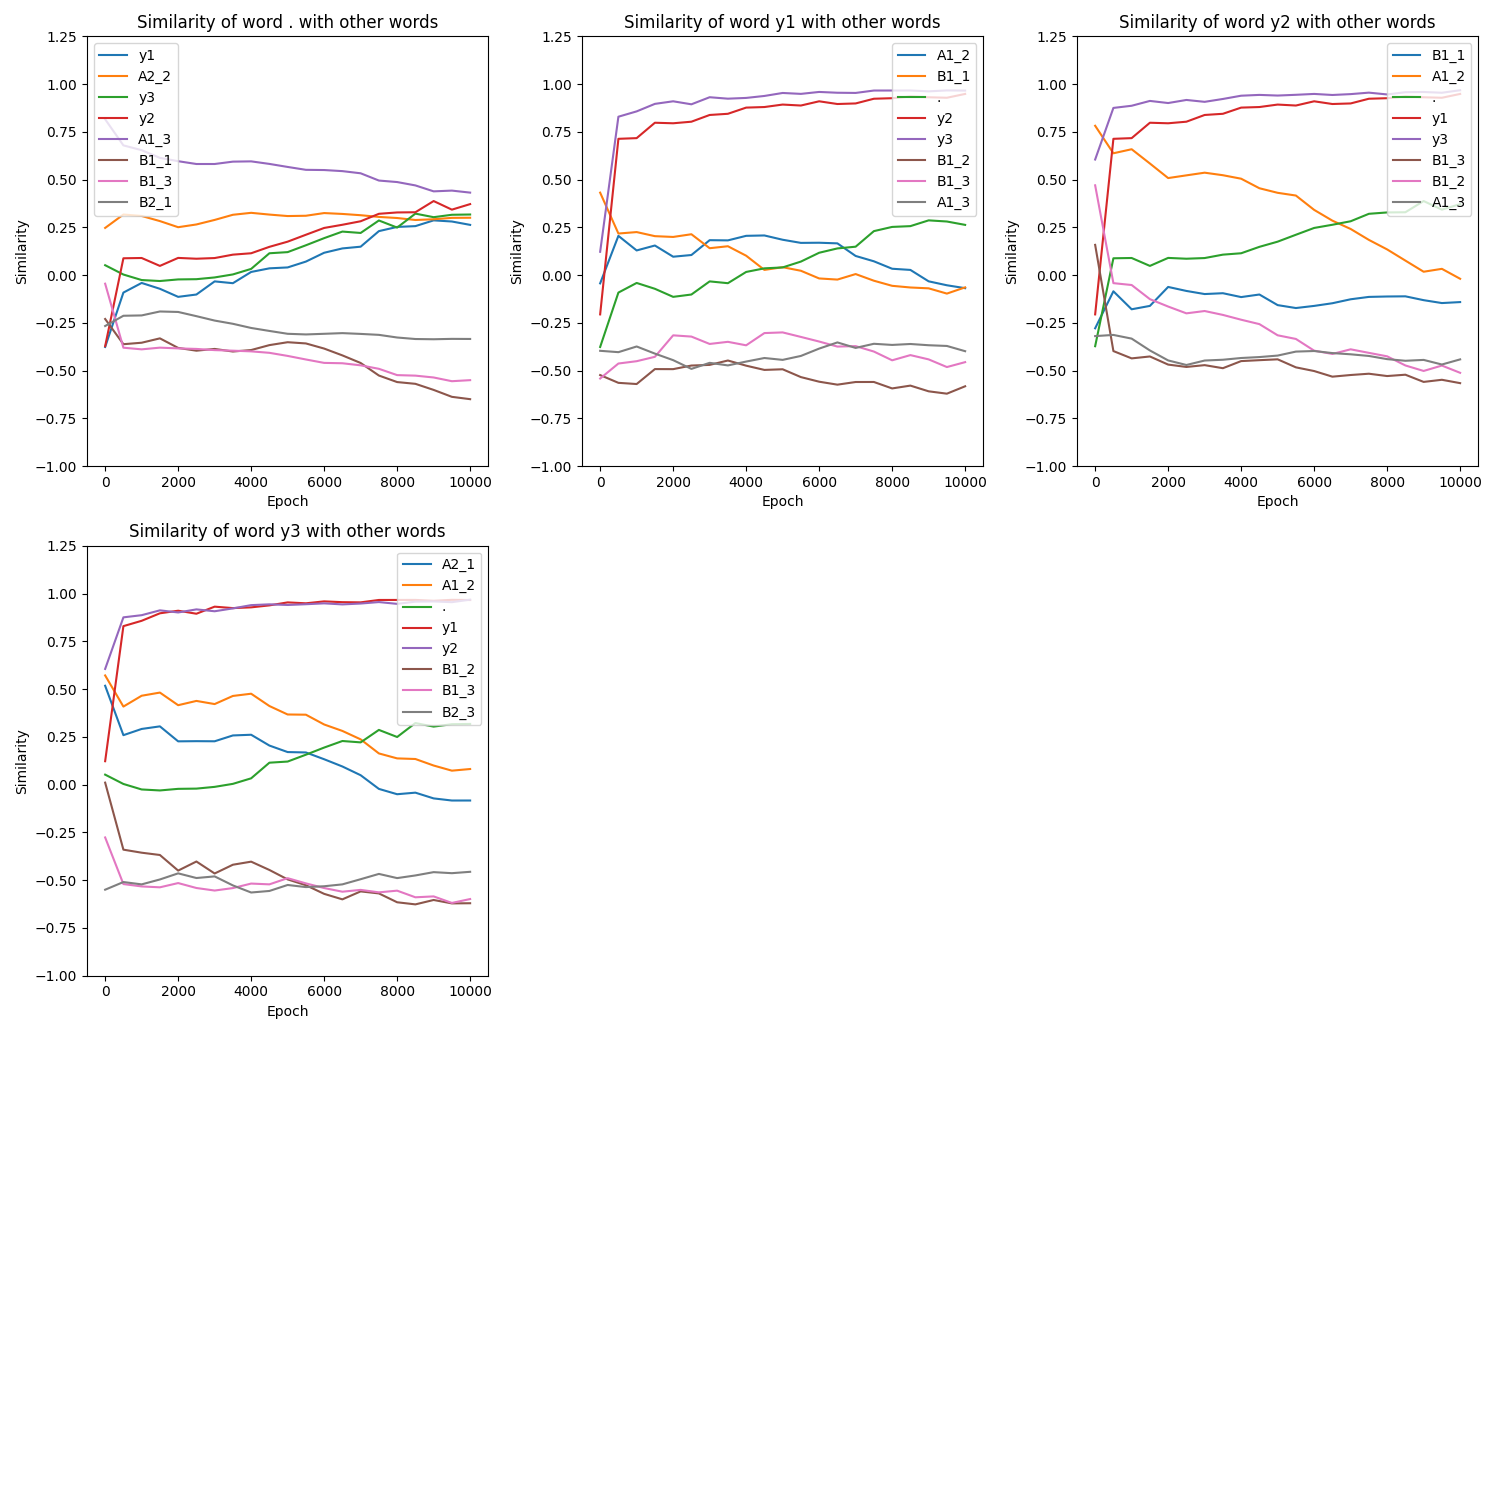 Similarity of word . with other words
1.25
1.00
0.75
0.50
0.25
0.00
−0.25
−0.50
−0.75
−1.00
Similarity
0 2000 4000 6000 8000 10000
Epoch
y1
A2_2
y3
y2
A1_3
B1_1
B1_3
B2_1
Similarity of word y1 with other words
1.25
1.00
0.75
0.50
0.25
0.00
−0.25
−0.50
−0.75
−1.00
Similarity
0 2000 4000 6000 8000 10000
Epoch
A1_2
B1_1
.
y2
y3
B1_2
B1_3
A1_3
Similarity of word y2 with other words
1.25
1.00
0.75
0.50
0.25
0.00
−0.25
−0.50
−0.75
−1.00
Similarity
0 2000 4000 6000 8000 10000
Epoch
B1_1
A1_2
.
y1
y3
B1_3
B1_2
A1_3
Similarity of word y3 with other words
1.25
1.00
0.75
0.50
0.25
0.00
−0.25
−0.50
−0.75
−1.00
Similarity
0 2000 4000 6000 8000 10000
Epoch
A2_1
A1_2
.
y1
y2
B1_2
B1_3
B2_3